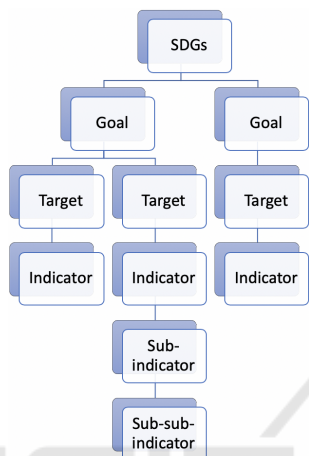 SDGs
Goal
Goal
Target
Target
Target
Indicator
Indicator
Indicator
Sub-
indicator
Sub-sub-
indicator